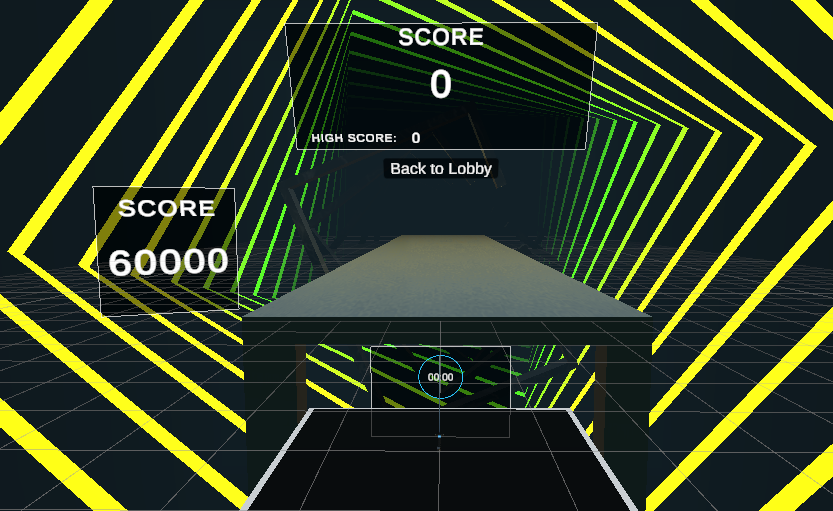 SCORE
0
HIGH SCORE: 0
Back to Lobby
SCORE
60000
00:00